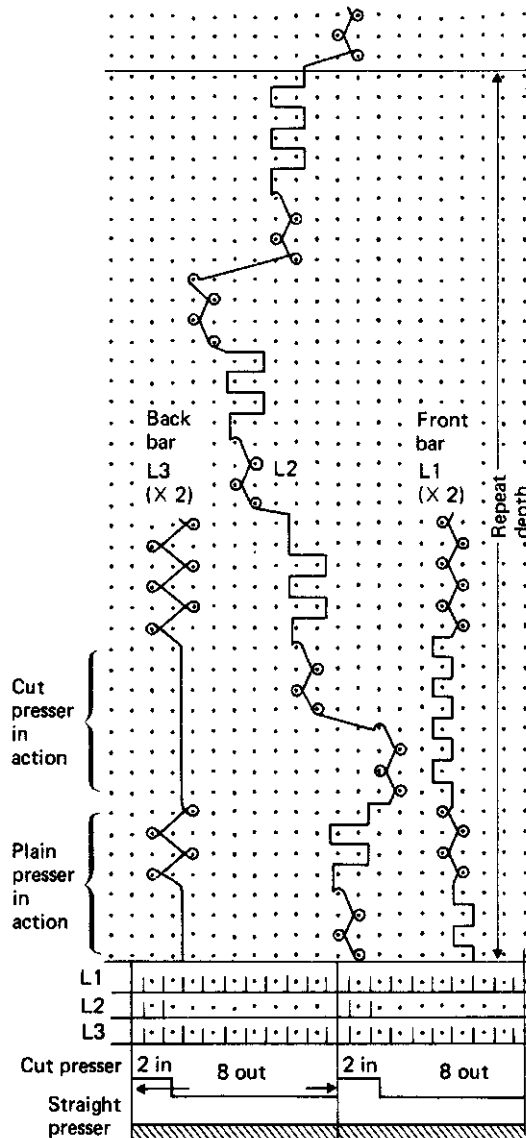 Back
bar
L3
(X 2)
L2
Front
bar
L1
(X 2)
Repeat
depth
Cut
presser
in
action
Plain
presser
in
action
L1
L2
L3
Cut presser
2 in
8 out
2 in
8 out
Straight
presser